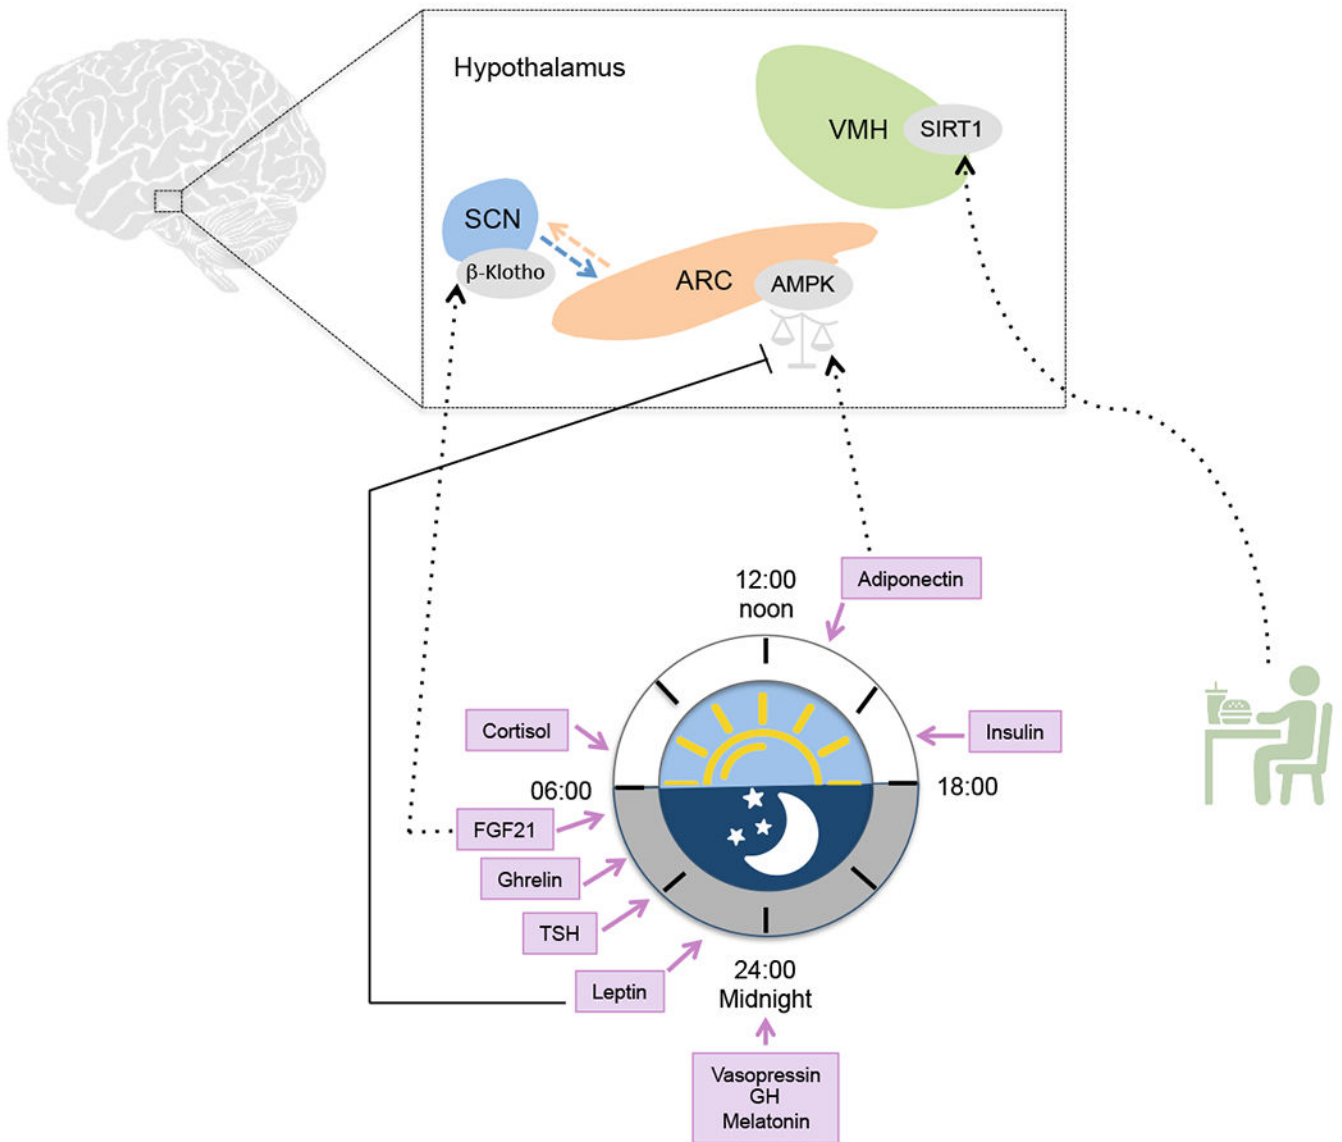 Hypothalamus
VMH
SIRT1
SCN
β-Klotho
ARC
AMPK
12:00
noon
Adiponectin
Cortisol
Insulin
06:00
18:00
FGF21
Ghrelin
TSH
Leptin
24:00
Midnight
Vasopressin
GH
Melatonin